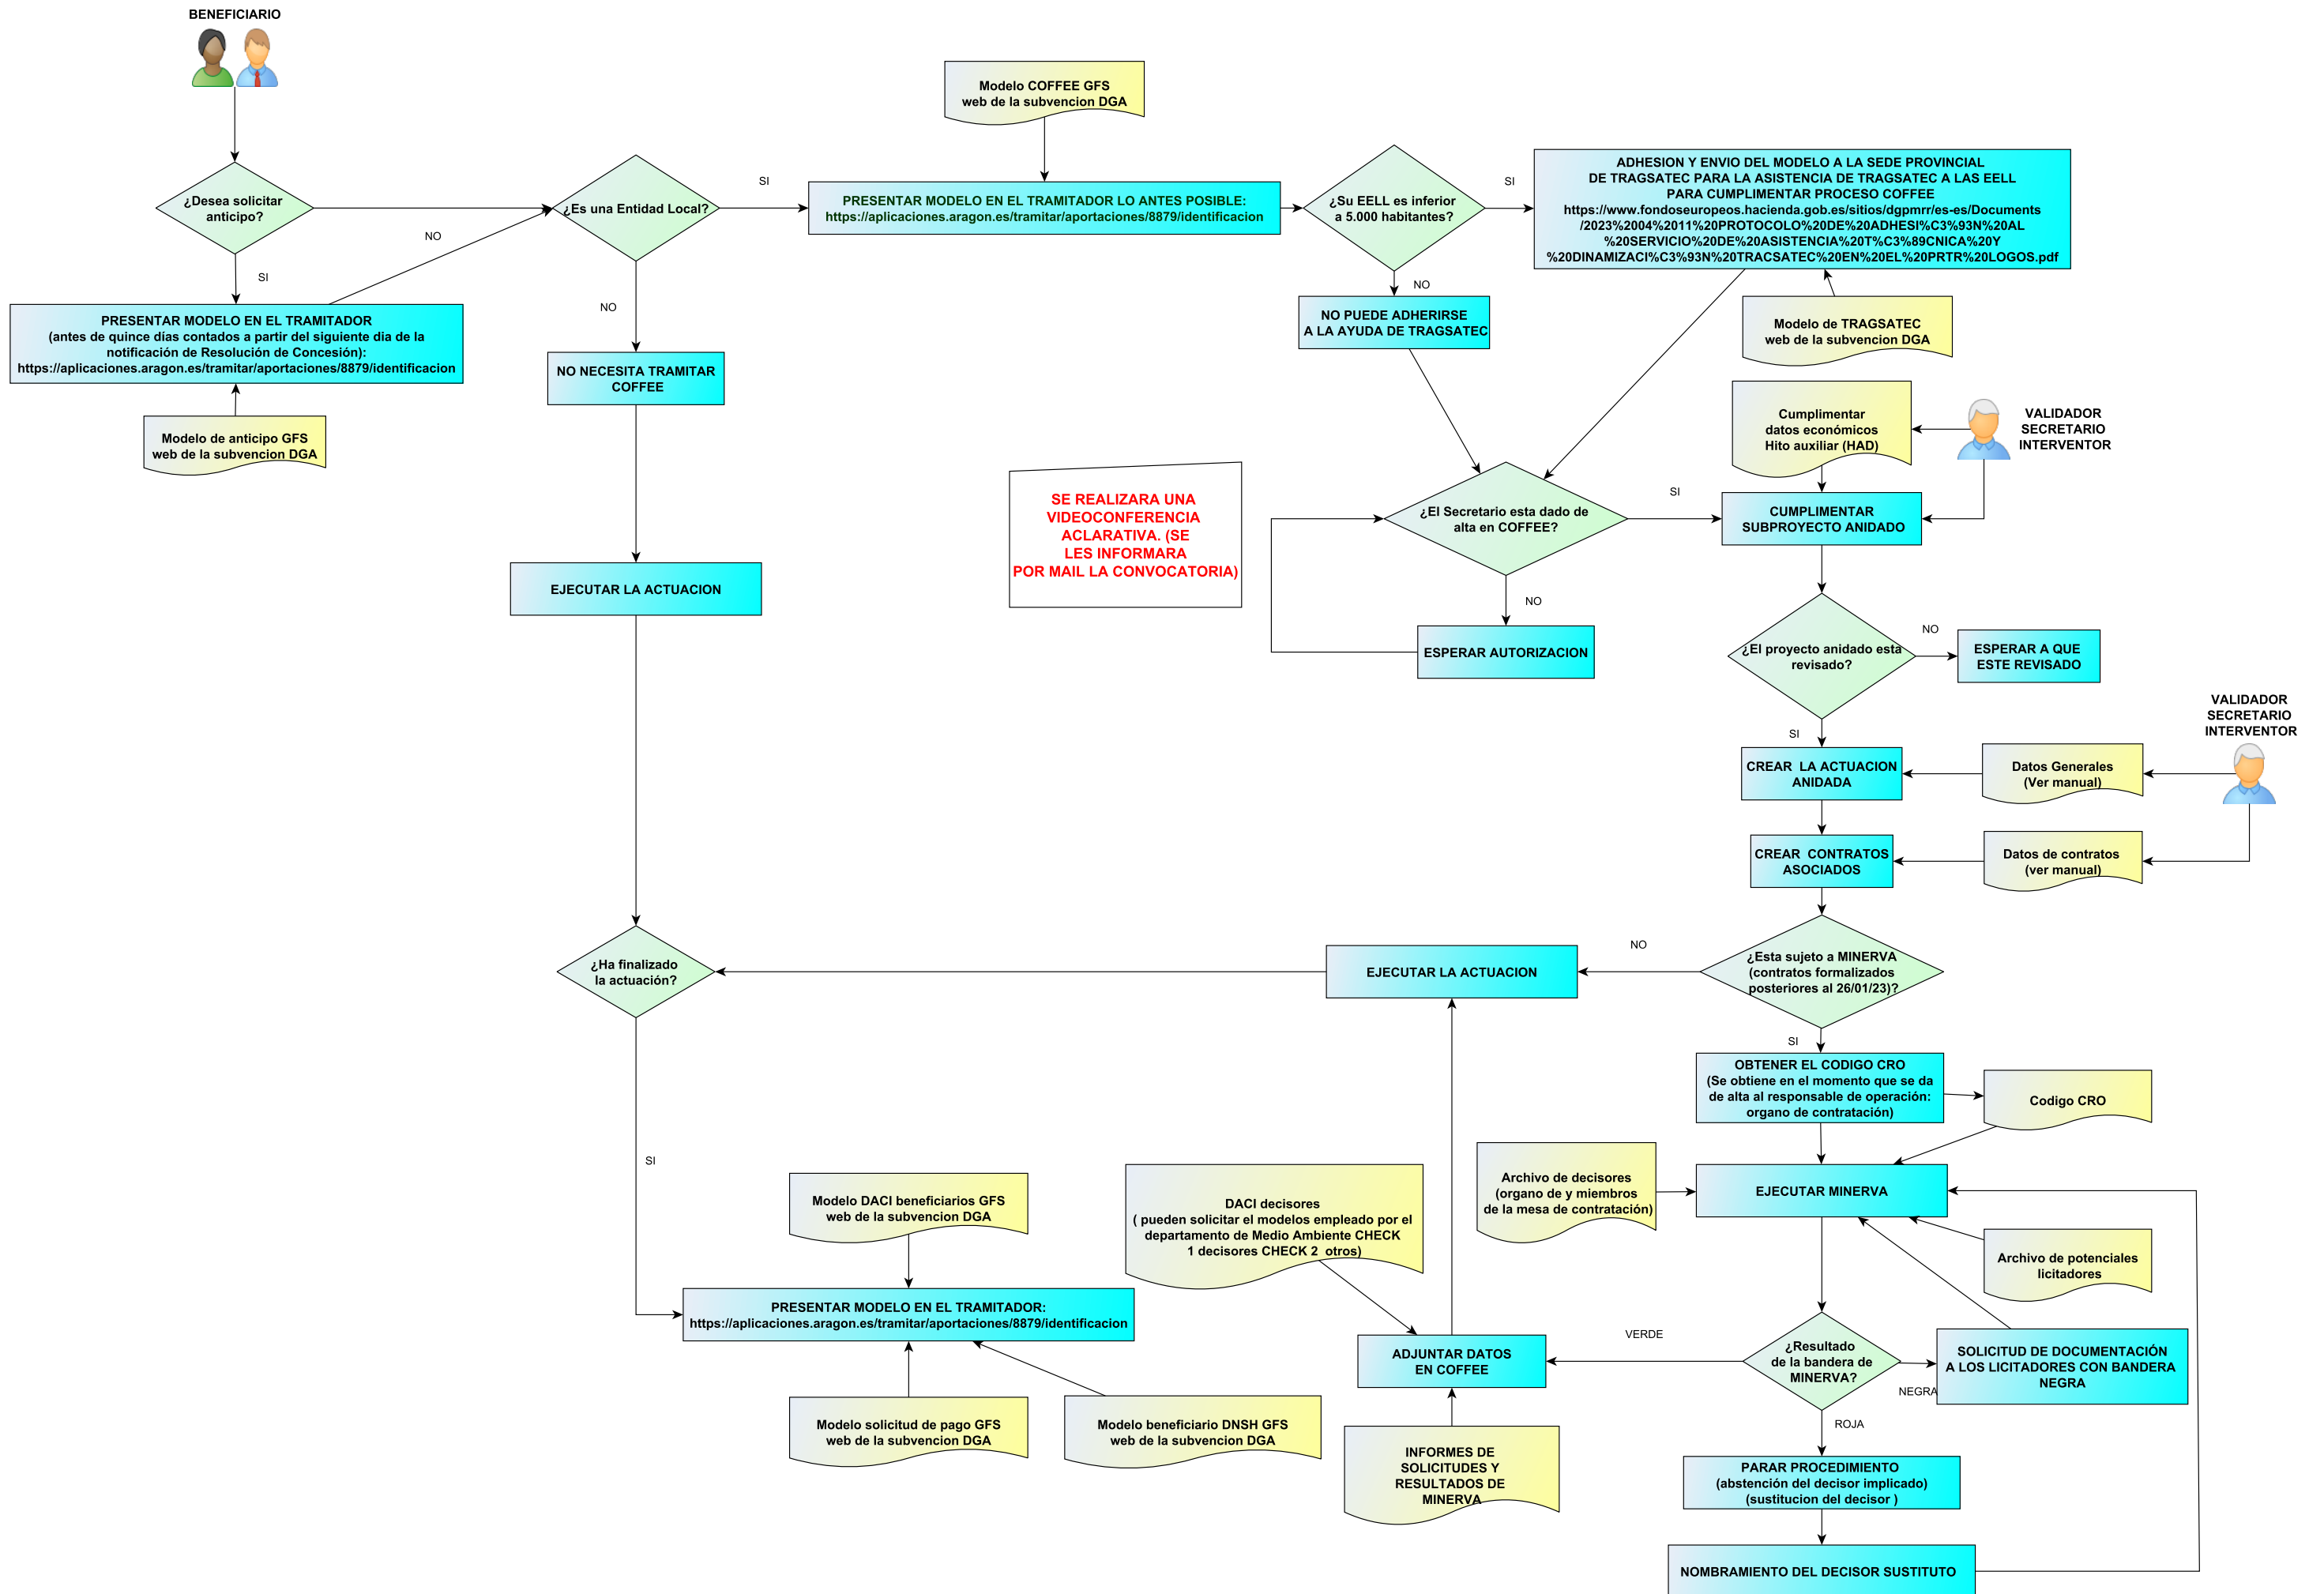 BENEFICIARIO
Modelo COFFEE GFS
web de la subvencion DGA
¿Desea solicitar
anticipo?
NO
SI
PRESENTAR MODELO EN EL TRAMITADOR
(antes de quince días contados a partir del siguiente dia de la
notificación de Resolución de Concesión):
https://aplicaciones.aragon.es/tramitar/aportaciones/8879/identificacion
Modelo de anticipo GFS
web de la subvencion DGA
¿Es una Entidad Local?
SI
NO
PRESENTAR MODELO EN EL TRAMITADOR LO ANTES POSIBLE:
https://aplicaciones.aragon.es/tramitar/aportaciones/8879/identificacion
¿Su EELL es inferior
a 5.000 habitantes?
SI
NO
ADHESION Y ENVIO DEL MODELO A LA SEDE PROVINCIAL
DE TRAGSATEC PARA LA ASISTENCIA DE TRAGSATEC A LAS EELL
PARA CUMPLIMENTAR PROCESO COFFEE
https://www.fondoseuropeos.hacienda.gob.es/sitios/dgpmrr/es-es/Documents
/2023%2004%2011%20PROTOCOLO%20DE%20ADHESI%C3%93N%20AL
%20SERVICIO%20DE%20ASISTENCIA%20T%C3%89CNICA%20Y
%20DINAMIZACI%C3%93N%20TRACSATEC%20EN%20EL%20PRTR%20LOGOS.pdf
NO PUEDE ADHERIRSE
A LA AYUDA DE TRAGSATEC
Modelo de TRAGSATEC
web de la subvencion DGA
NO NECESITA TRAMITAR
COFFEE
Cumplimentar
datos económicos
Hito auxiliar (HAD)
VALIDADOR
SECRETARIO
INTERVENTOR
SE REALIZARA UNA
VIDEOCONFERENCIA
ACLARATIVA. (SE
LES INFORMARA
POR MAIL LA CONVOCATORIA)
¿El Secretario esta dado de
alta en COFFEE?
SI
NO
CUMPLIMENTAR
SUBPROYECTO ANIDADO
EJECUTAR LA ACTUACION
ESPERAR AUTORIZACION
¿El proyecto anidado esta
revisado?
NO
SI
ESPERAR A QUE
ESTE REVISADO
VALIDADOR
SECRETARIO
INTERVENTOR
CREAR  LA ACTUACION
ANIDADA
Datos Generales
(Ver manual)
CREAR  CONTRATOS
ASOCIADOS
Datos de contratos
(ver manual)
¿Ha finalizado
la actuación?
SI
EJECUTAR LA ACTUACION
NO
¿Esta sujeto a MINERVA
(contratos formalizados
posteriores al 26/01/23)?
SI
OBTENER EL CODIGO CRO
(Se obtiene en el momento que se da
de alta al responsable de operación:
organo de contratación)
Codigo CRO
Archivo de decisores
(organo de y miembros
de la mesa de contratación)
EJECUTAR MINERVA
Archivo de potenciales
licitadores
Modelo DACI beneficiarios GFS
web de la subvencion DGA
DACI decisores
( pueden solicitar el modelos empleado por el
departamento de Medio Ambiente CHECK
1 decisores CHECK 2  otros)
PRESENTAR MODELO EN EL TRAMITADOR:
https://aplicaciones.aragon.es/tramitar/aportaciones/8879/identificacion
ADJUNTAR DATOS
EN COFFEE
VERDE
¿Resultado
de la bandera de
MINERVA?
NEGRA
ROJA
SOLICITUD DE DOCUMENTACIÓN
A LOS LICITADORES CON BANDERA
NEGRA
Modelo solicitud de pago GFS
web de la subvencion DGA
Modelo beneficiario DNSH GFS
web de la subvencion DGA
INFORMES DE
SOLICITUDES Y
RESULTADOS DE
MINERVA
PARAR PROCEDIMIENTO
(abstención del decisor implicado)
(sustitucion del decisor )
NOMBRAMIENTO DEL DECISOR SUSTITUTO